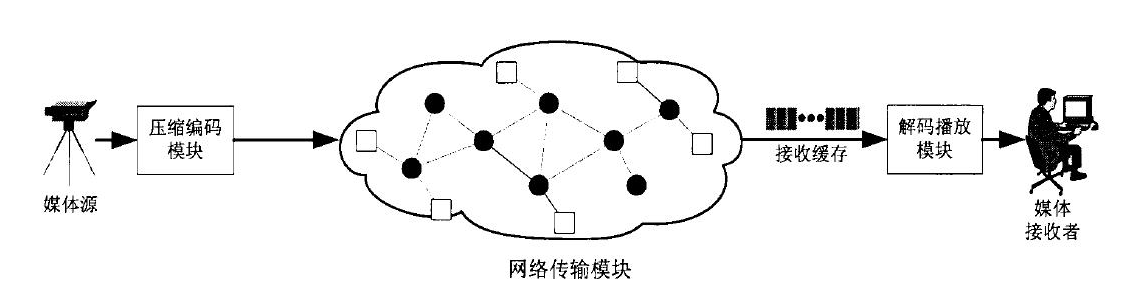 媒体源
压缩编码
模块
网络传输模块
接收缓存
解码播放
模块
媒体
接收者